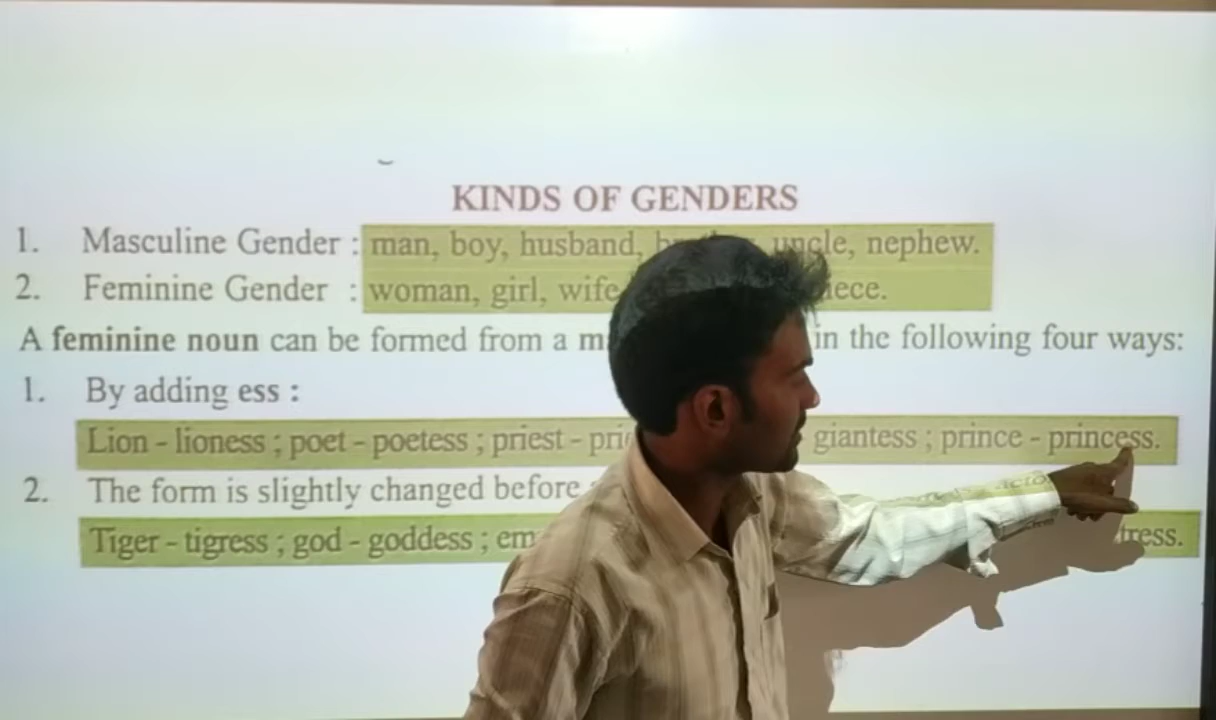 KINDS OF GENDERS
1. Masculine Gender : man, boy, husband, uncle, nephew.
2. Feminine Gender : woman, girl, wife
A feminine noun can be formed from a in the following four ways:
1. By adding ess :
Lion - lioness ; poet - poetess ; priest - giantess ; prince - princess.
2. The form is slightly changed before
Tiger - tigress ; god - goddess ;